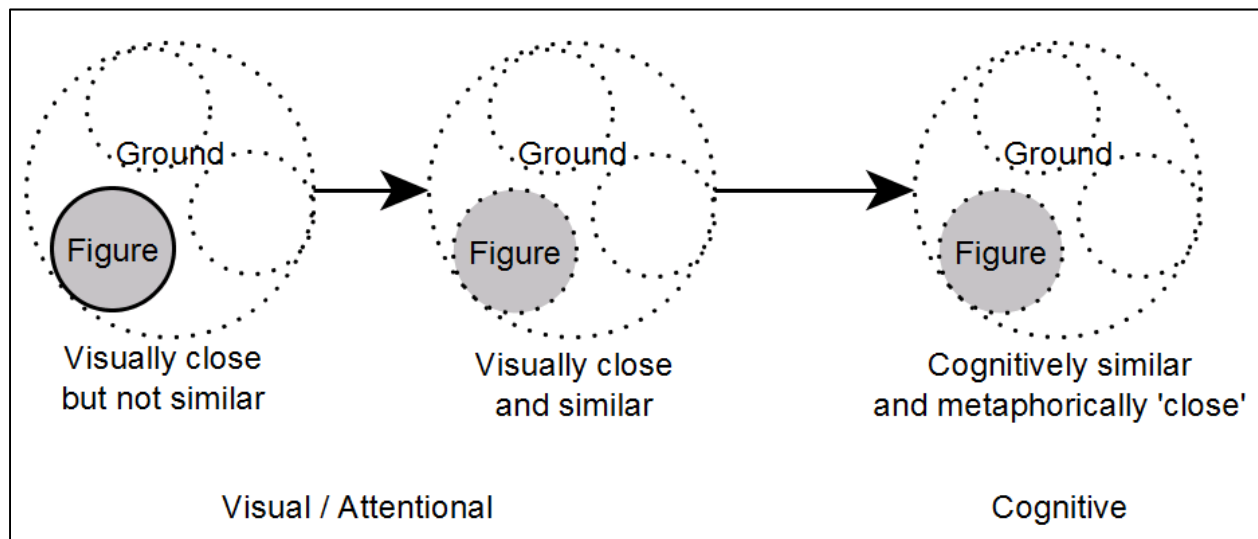 Ground
Ground
Ground
Figure
Figure
Figure
Visually close
but not similar
Visually close
and similar
Cognitively similar
and metaphorically 'close'
Visual / Attentional
Cognitive